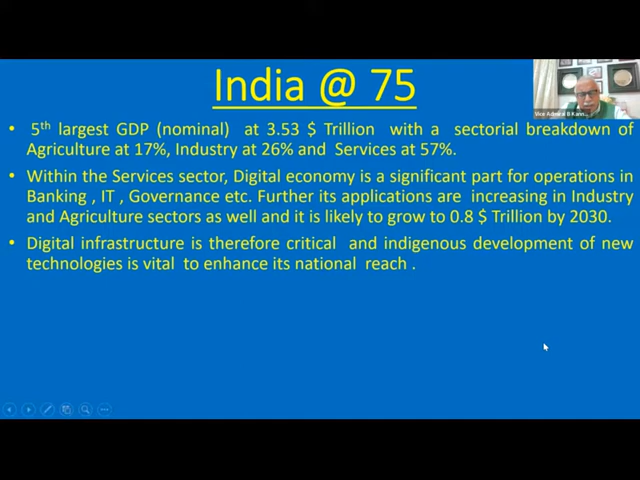 India @ 75
Vice Admiral B Kann...
• 5th largest GDP (nominal) at 3.53 $ Trillion with a sectorial breakdown of
Agriculture at 17%, Industry at 26% and Services at 57%.
• Within the Services sector, Digital economy is a significant part for operations in
Banking , IT , Governance etc. Further its applications are increasing in Industry
and Agriculture sectors as well and it is likely to grow to 0.8 $ Trillion by 2030.
• Digital infrastructure is therefore critical and indigenous development of new
technologies is vital to enhance its national reach .